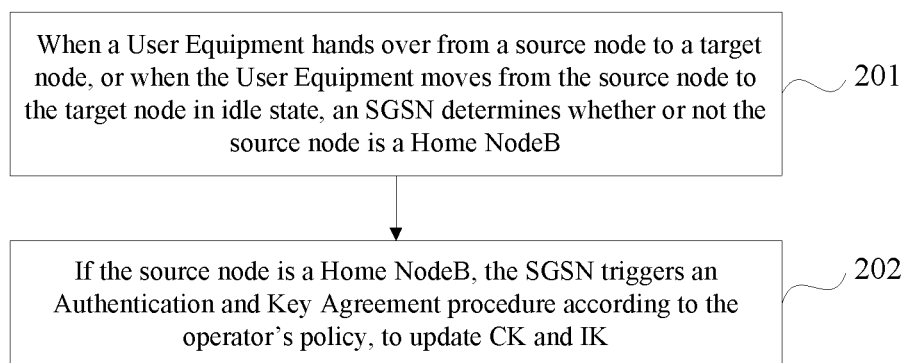 When a User Equipment hands over from a source node to a target
node, or when the User Equipment moves from the source node to
the target node in idle state, an SGSN determines whether or not the
source node is a Home NodeB
201
If the source node is a Home NodeB, the SGSN triggers an
Authentication and Key Agreement procedure according to the
operator’s policy, to update CK and IK
202